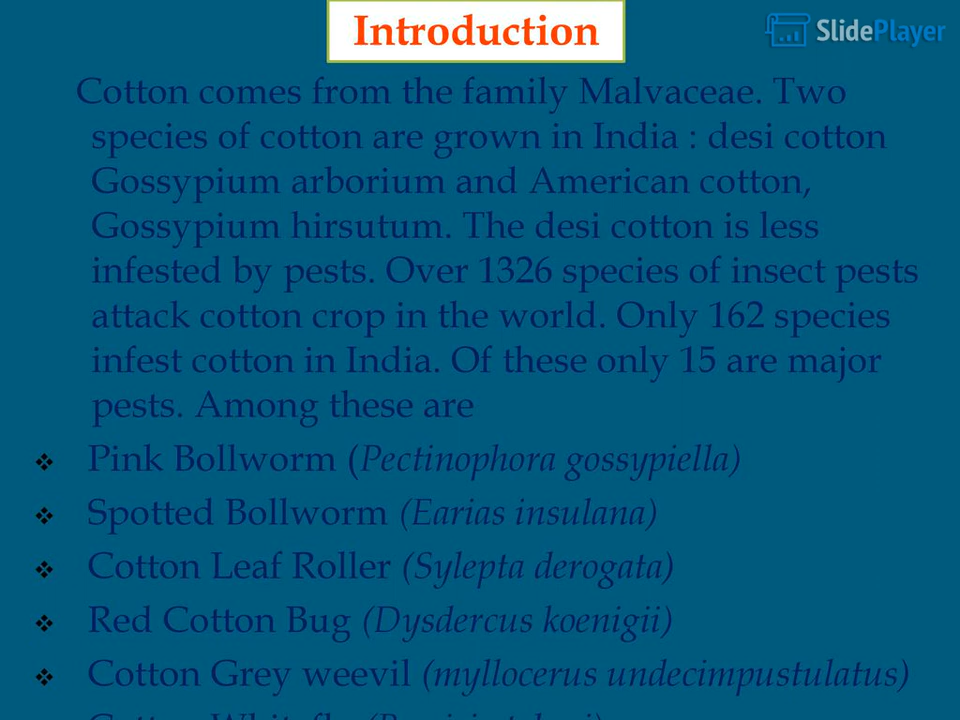 Introduction
SlidePlayer
Cotton comes from the family Malvaceae. Two
species of cotton are grown in India : desi cotton
Gossypium arborium and American cotton,
Gossypium hirsutum. The desi cotton is less
infested by pests. Over 1326 species of insect pests
attack cotton crop in the world. Only 162 species
infest cotton in India. Of these only 15 are major
pests. Among these are
❖ Pink Bollworm (Pectinophora gossypiella)
❖ Spotted Bollworm (Earias insulana)
❖ Cotton Leaf Roller (Sylepta derogata)
❖ Red Cotton Bug (Dysdercus koenigii)
❖ Cotton Grey weevil (myllocerus undecimpustulatus)